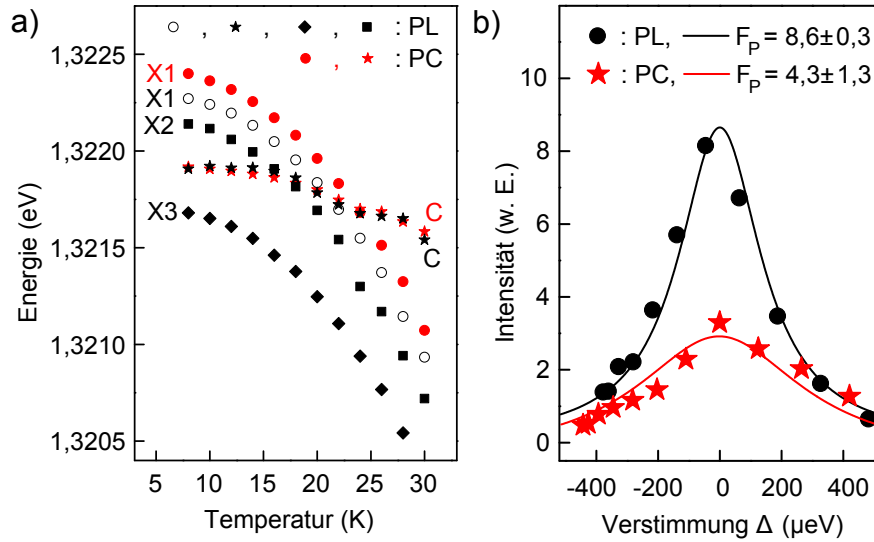 a)
: PL
: PC
X1
X1
X2
X3
C
C
1,3225
1,3220
1,3215
1,3210
1,3205
Energie (eV)
5 10 15 20 25 30
Temperatur (K)
b)
: PL, F_P = 8,6±0,3
: PC, F_P = 4,3±1,3
10
8
6
4
2
0
Intensität (w. E.)
-400 -200 0 200 400
Verstimmung Δ (µeV)